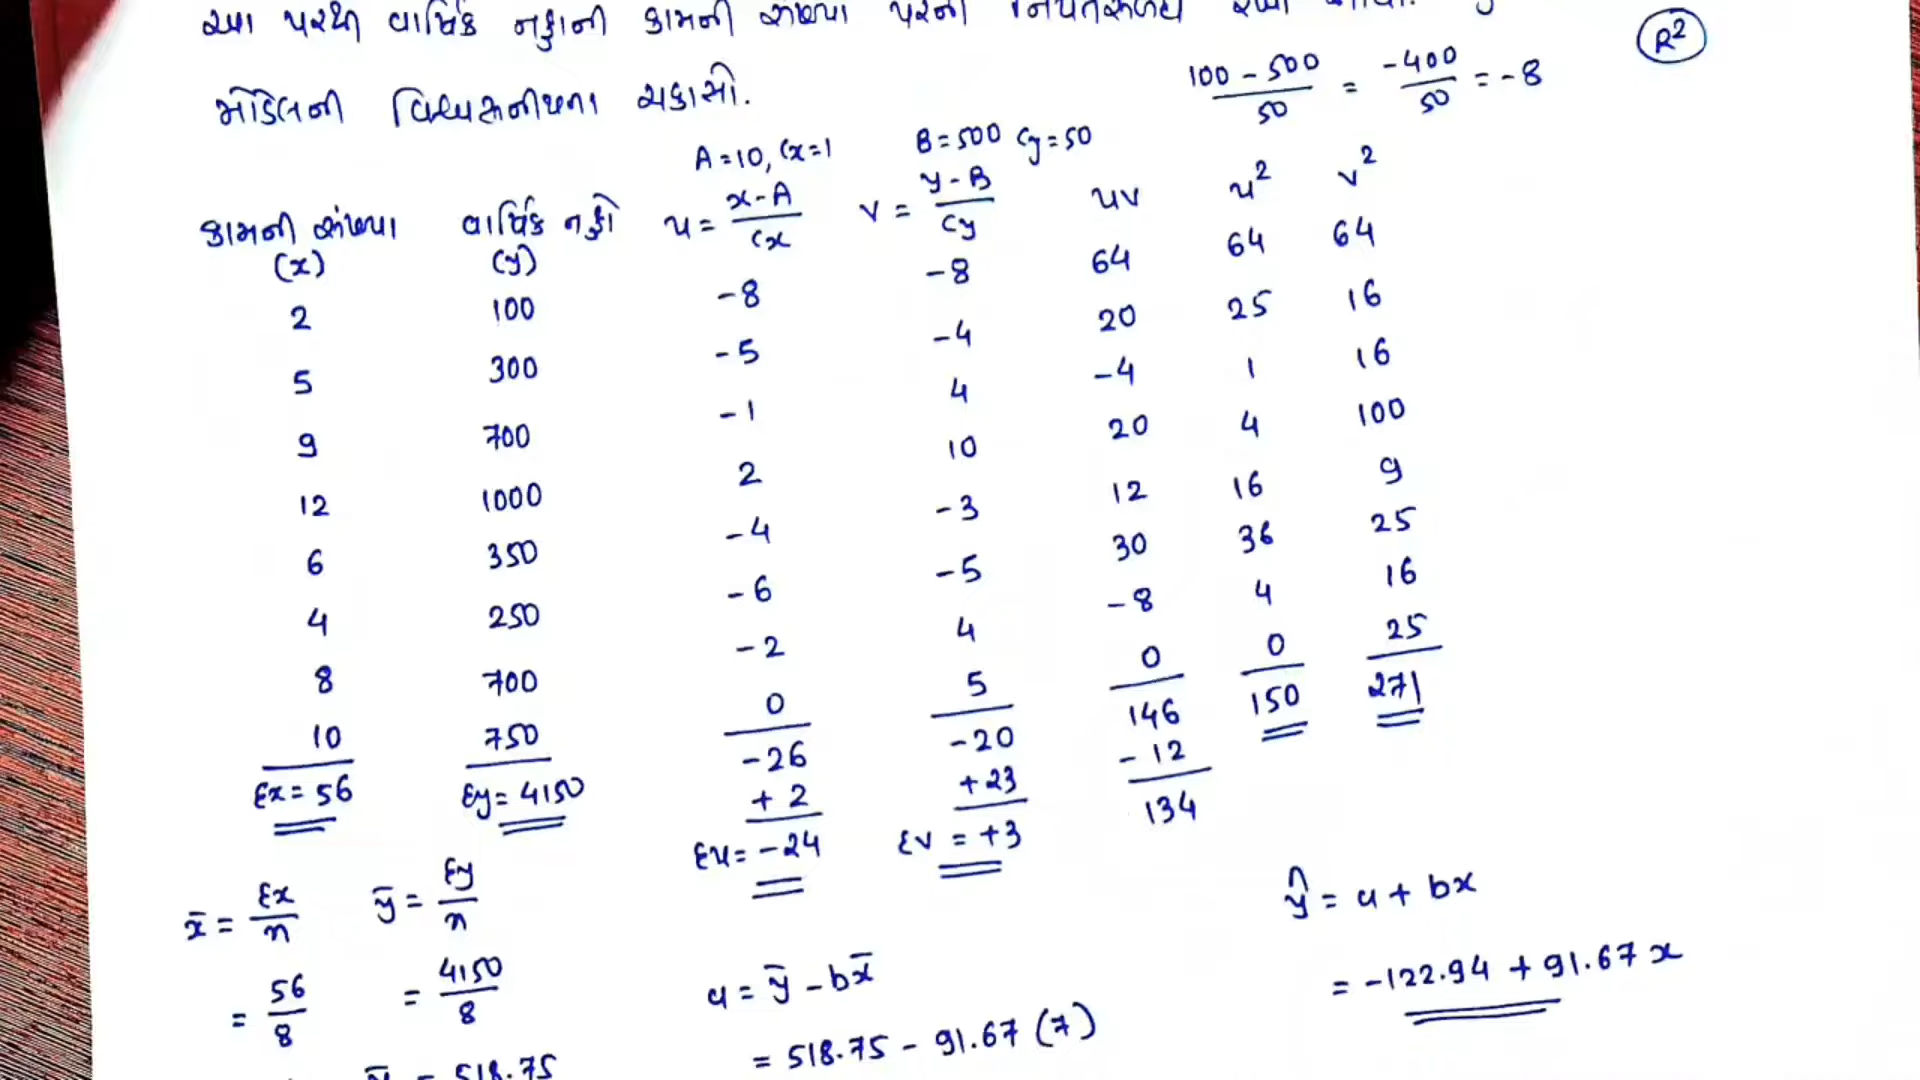 આ પરથી વાર્ષિક નફાની કામની સંખ્યા પરની
મોડેલની વિશ્વસનીયતા ચકાસો.
R²
100 - 500 / 50 = -400 / 50 = -8
A = 10, Cx = 1 B = 500 Cy = 50
કામની સંખ્યા (x) વાર્ષિક નફો (y) u = x - A / Cx v = y - B / Cy uv u² v²
2 100 -8 -8 64 64 64
5 300 -5 -4 20 25 16
9 700 -1 4 -4 1 16
12 1000 2 10 20 4 100
6 350 -4 -3 12 16 9
4 250 -6 -5 30 36 25
8 700 -2 4 -8 4 16
10 750 0 5 0 0 25
Σx = 56 Σy = 4150 -26 -20 146 150 271
+ 2 + 23 - 12
Σu = -24 Σv = +3 134
x̄ = Σx / n ȳ = Σy / n
= 56 / 8 = 4150 / 8
ȳ = 518.75
a = ȳ - bx̄
= 518.75 - 91.67 (7)
ŷ = a + bx
= -122.94 + 91.67 x